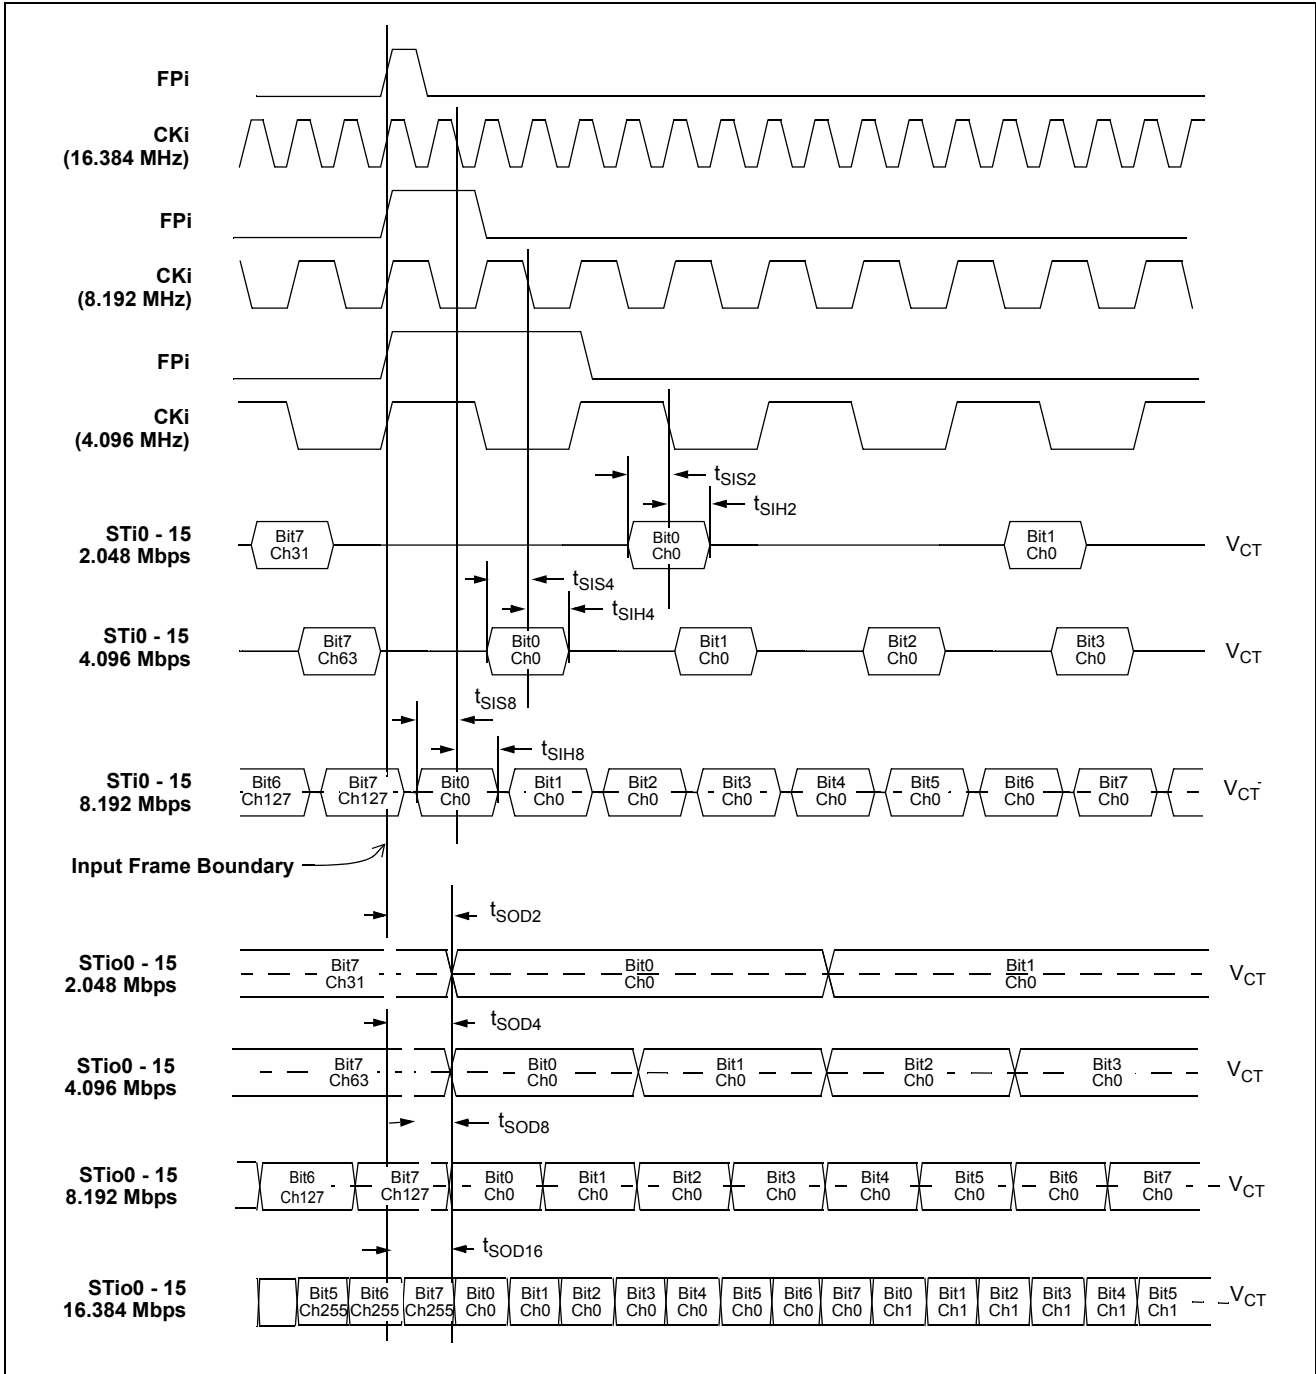 FPi
CKi
(16.384 MHz)
FPi
CKi
(8.192 MHz)
FPi
CKi
(4.096 MHz)
tSIS2
tSIH2
STi0 - 15
2.048 Mbps
Bit7
Ch31
Bit0
Ch0
Bit1
Ch0
VCT
tSIS4
tSIH4
STi0 - 15
4.096 Mbps
Bit7
Ch63
Bit0
Ch0
Bit1
Ch0
Bit2
Ch0
Bit3
Ch0
VCT
tSIS8
tSIH8
STi0 - 15
8.192 Mbps
Bit6
Ch127
Bit7
Ch127
Bit0
Ch0
Bit1
Ch0
Bit2
Ch0
Bit3
Ch0
Bit4
Ch0
Bit5
Ch0
Bit6
Ch0
Bit7
Ch0
VCT
Input Frame Boundary
tSOD2
STio0 - 15
2.048 Mbps
Bit7
Ch31
Bit0
Ch0
Bit1
Ch0
VCT
tSOD4
STio0 - 15
4.096 Mbps
Bit7
Ch63
Bit0
Ch0
Bit1
Ch0
Bit2
Ch0
Bit3
Ch0
VCT
tSOD8
STio0 - 15
8.192 Mbps
Bit6
Ch127
Bit7
Ch127
Bit0
Ch0
Bit1
Ch0
Bit2
Ch0
Bit3
Ch0
Bit4
Ch0
Bit5
Ch0
Bit6
Ch0
Bit7
Ch0
VCT
tSOD16
STio0 - 15
16.384 Mbps
Bit5
Ch255
Bit6
Ch255
Bit7
Ch255
Bit0
Ch0
Bit1
Ch0
Bit2
Ch0
Bit3
Ch0
Bit4
Ch0
Bit5
Ch0
Bit6
Ch0
Bit7
Ch0
Bit0
Ch1
Bit1
Ch1
Bit2
Ch1
Bit3
Ch1
Bit4
Ch1
Bit5
Ch1
VCT